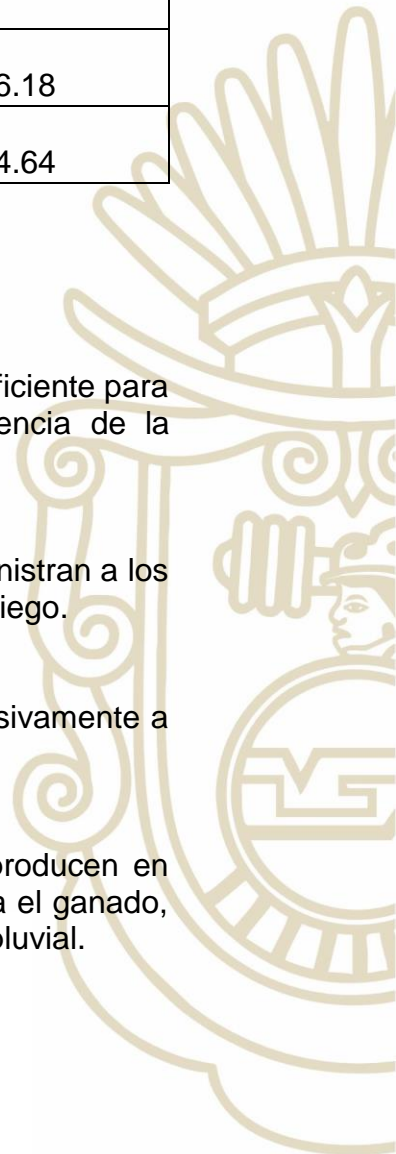 6.18
4.64
ficiente para
encia de la
nistran a los
iego.
sivamente a
producen en
a el ganado,
pluvial.